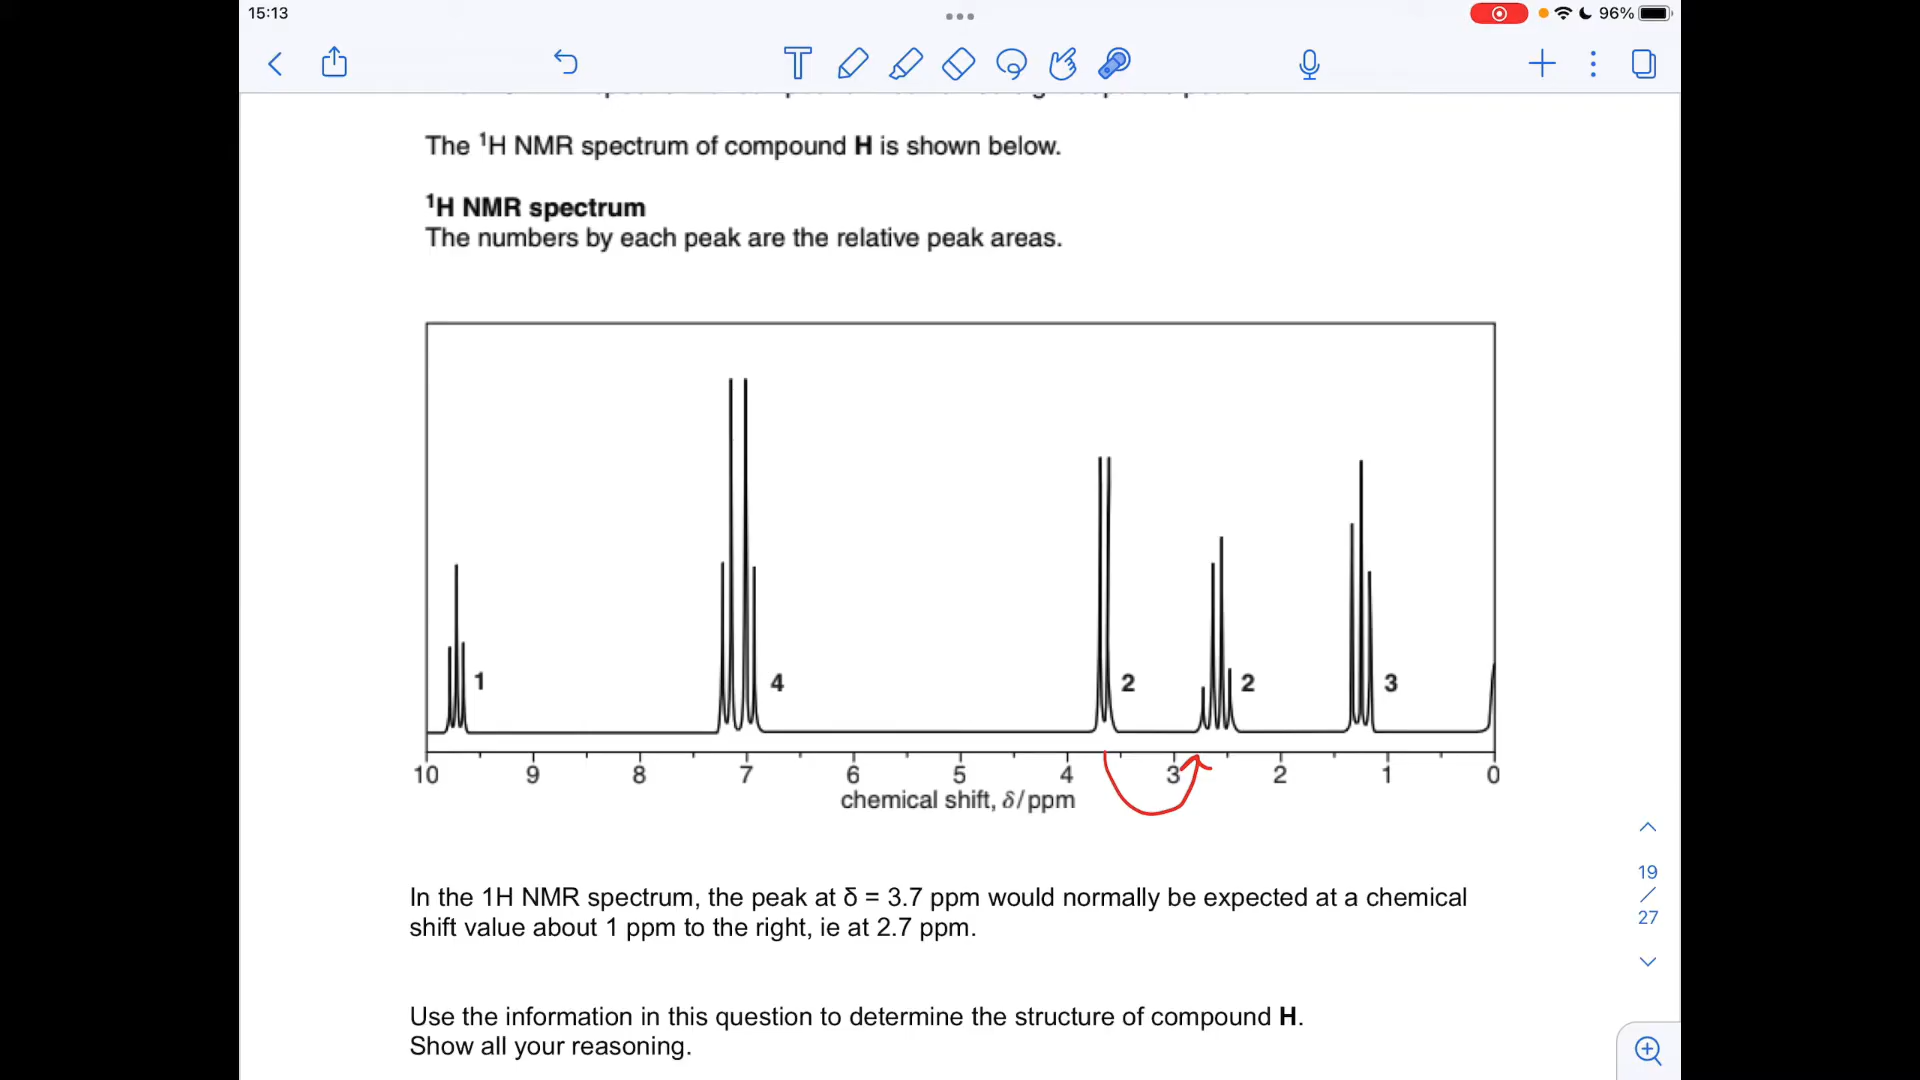 15:13
96%
The ¹H NMR spectrum of compound H is shown below.
¹H NMR spectrum
The numbers by each peak are the relative peak areas.
1
4
2
2
3
10 9 8 7 6 5 4 3 2 1 0
chemical shift, δ/ppm
In the 1H NMR spectrum, the peak at δ = 3.7 ppm would normally be expected at a chemical
shift value about 1 ppm to the right, ie at 2.7 ppm.
19
/
27
Use the information in this question to determine the structure of compound H.
Show all your reasoning.